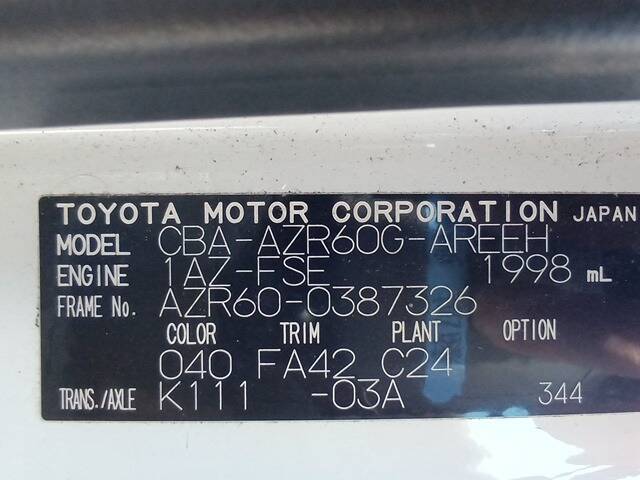 TOYOTA MOTOR CORPORATION JAPAN
MODEL CBA-AZR60G-AREEH
ENGINE 1AZ-FSE 1998 mL
FRAME No. AZR60-0387326
COLOR TRIM PLANT OPTION
040 FA42 C24
TRANS./AXLE K111 -03A 344